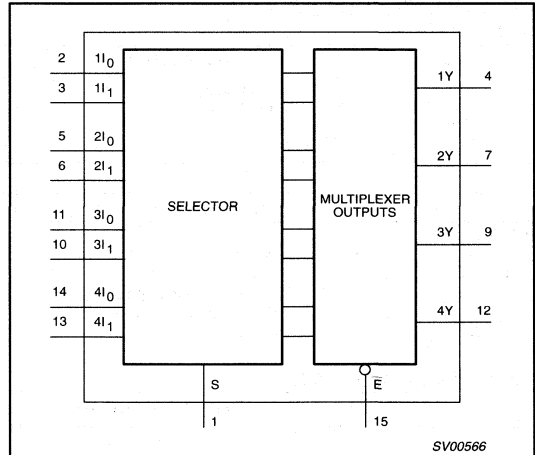 2 1I0
3 1I1
5 2I0
6 2I1
11 3I0
10 3I1
14 4I0
13 4I1
SELECTOR
MULTIPLEXER
OUTPUTS
1Y 4
2Y 7
3Y 9
4Y 12
S
E̅
1
15
SV00566